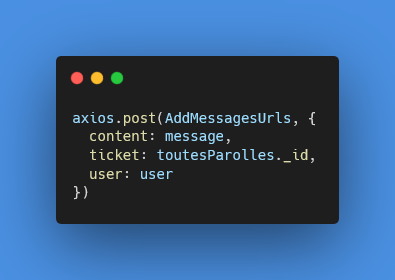 axios.post(AddMessagesUrls, {
  content: message,
  ticket: toutesParolles._id,
  user: user
})